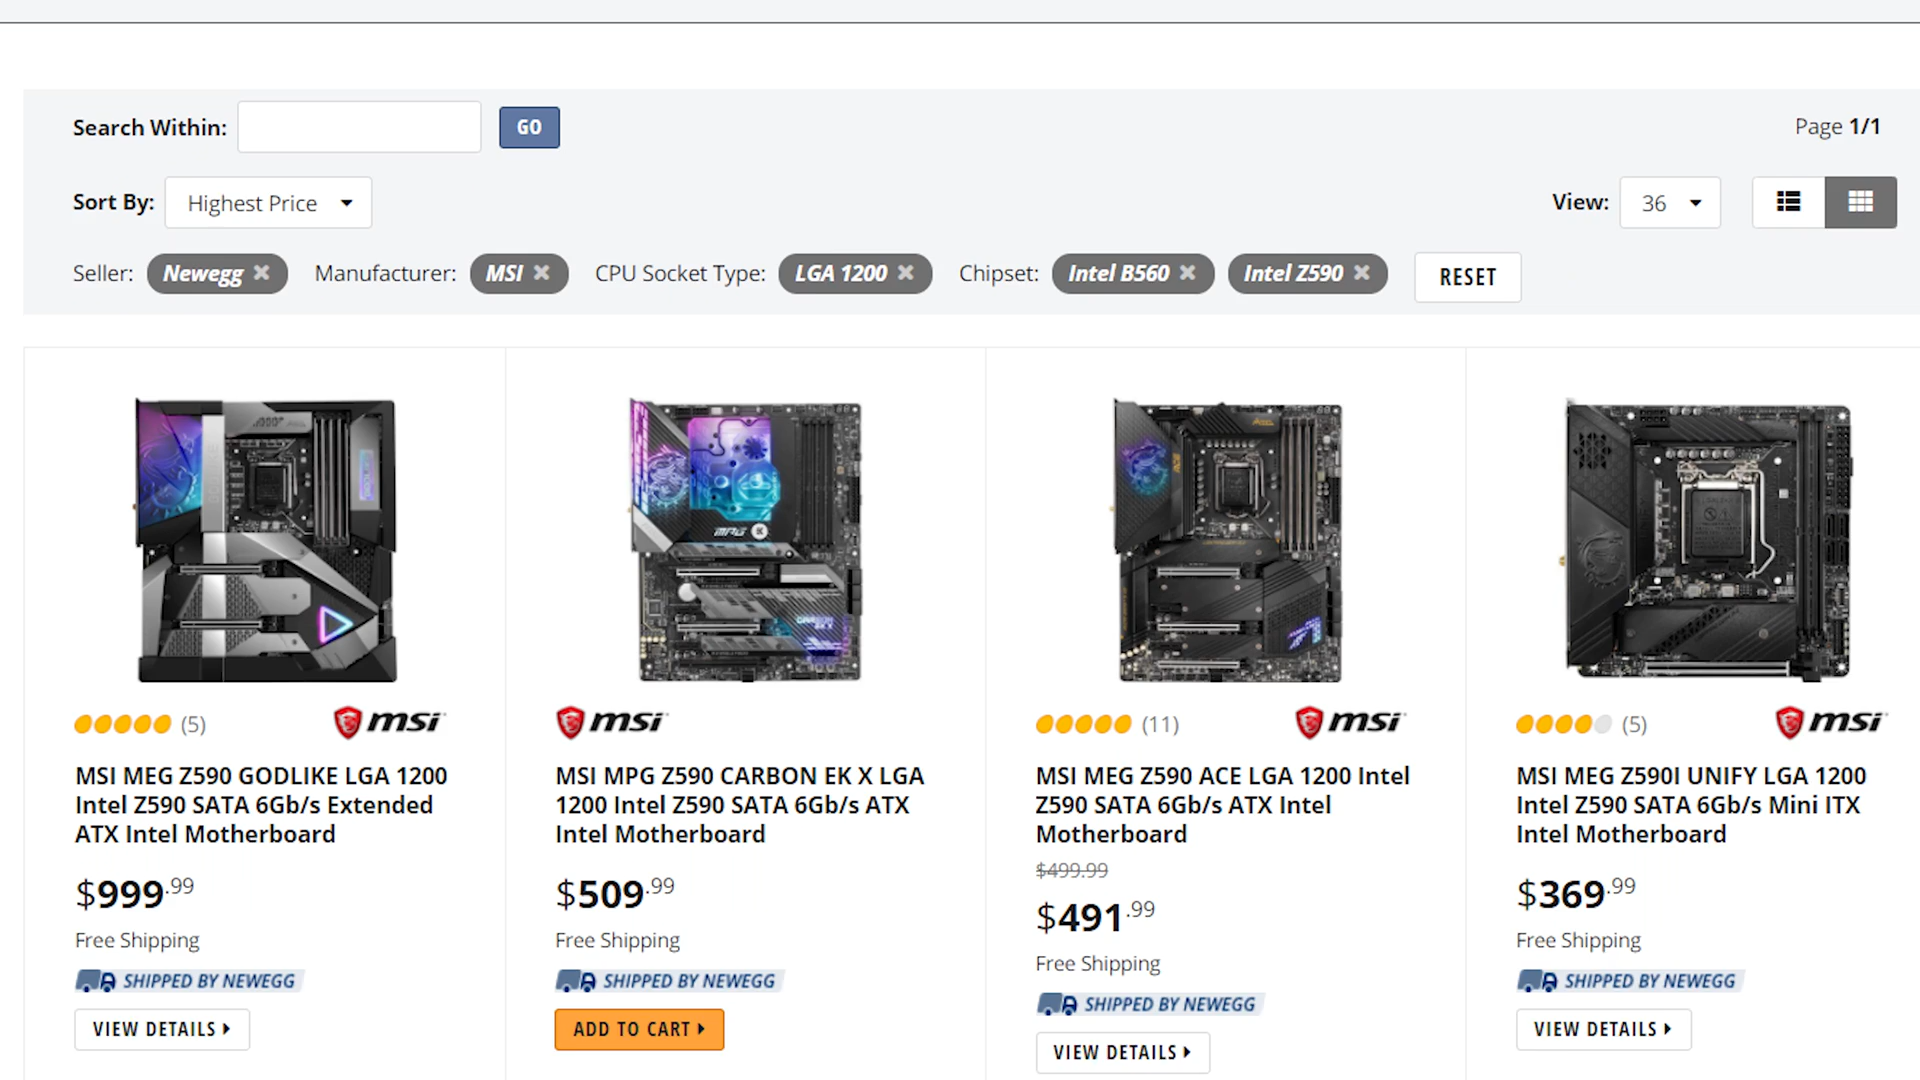 Search Within: GO
Page 1/1
Sort By: Highest Price
View: 36
Seller: Newegg Manufacturer: MSI CPU Socket Type: LGA 1200 Chipset: Intel B560 Intel Z590 RESET
MPG
(5) msi
msi
(11) msi
(5) msi
MSI MEG Z590 GODLIKE LGA 1200
Intel Z590 SATA 6Gb/s Extended
ATX Intel Motherboard
$999.99
Free Shipping
SHIPPED BY NEWEGG
VIEW DETAILS
MSI MPG Z590 CARBON EK X LGA
1200 Intel Z590 SATA 6Gb/s ATX
Intel Motherboard
$509.99
Free Shipping
SHIPPED BY NEWEGG
ADD TO CART
MSI MEG Z590 ACE LGA 1200 Intel
Z590 SATA 6Gb/s ATX Intel
Motherboard
$499.99
$491.99
Free Shipping
SHIPPED BY NEWEGG
VIEW DETAILS
MSI MEG Z590I UNIFY LGA 1200
Intel Z590 SATA 6Gb/s Mini ITX
Intel Motherboard
$369.99
Free Shipping
SHIPPED BY NEWEGG
VIEW DETAILS